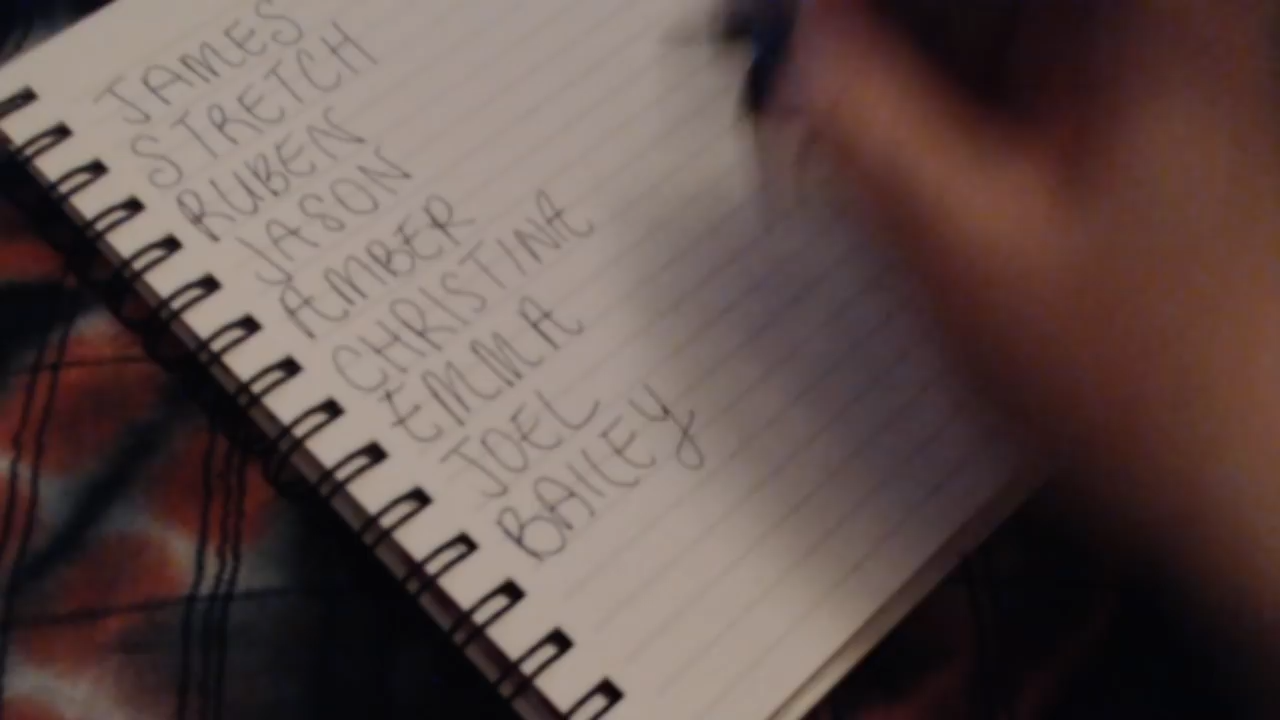 JAMES
STRETCH
RUBEN
JASON
AMBER
CHRISTINA
EMMA
JOEL
BAILEY